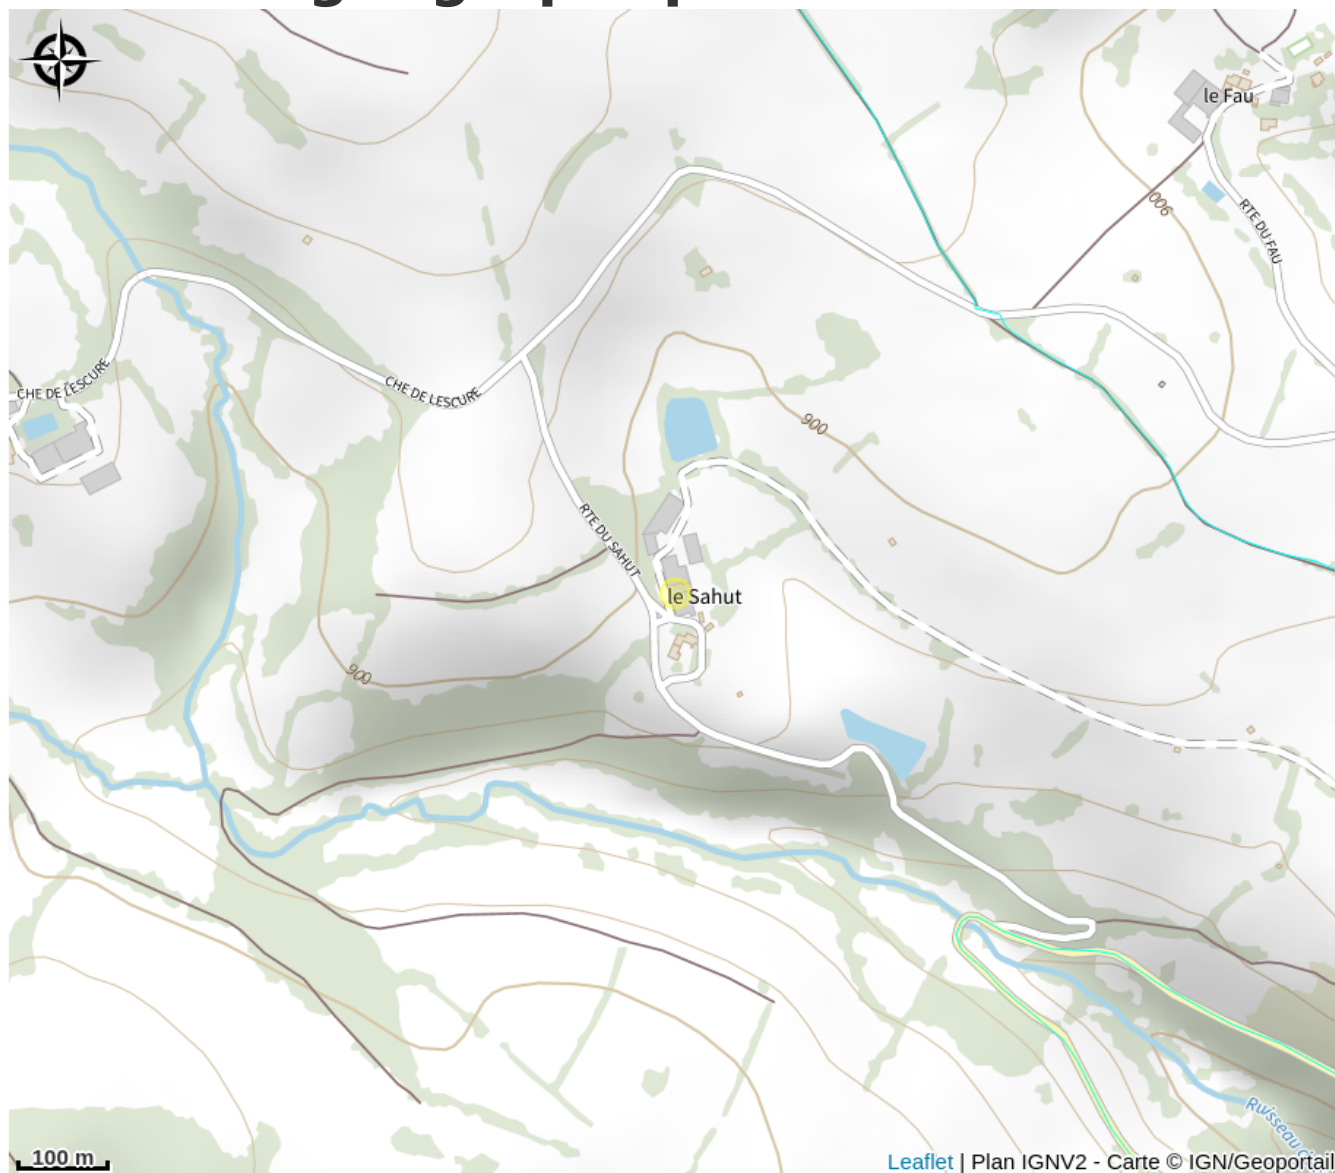 le Fau
900
RTE DU FAU
CHE DE LESCURE
CHE DE LESCURE
900
RTE DU SAHUT
le Sahut
900
Ruisseau
100 m
Leaflet | Plan IGNV2 - Carte © IGN/Geoportail